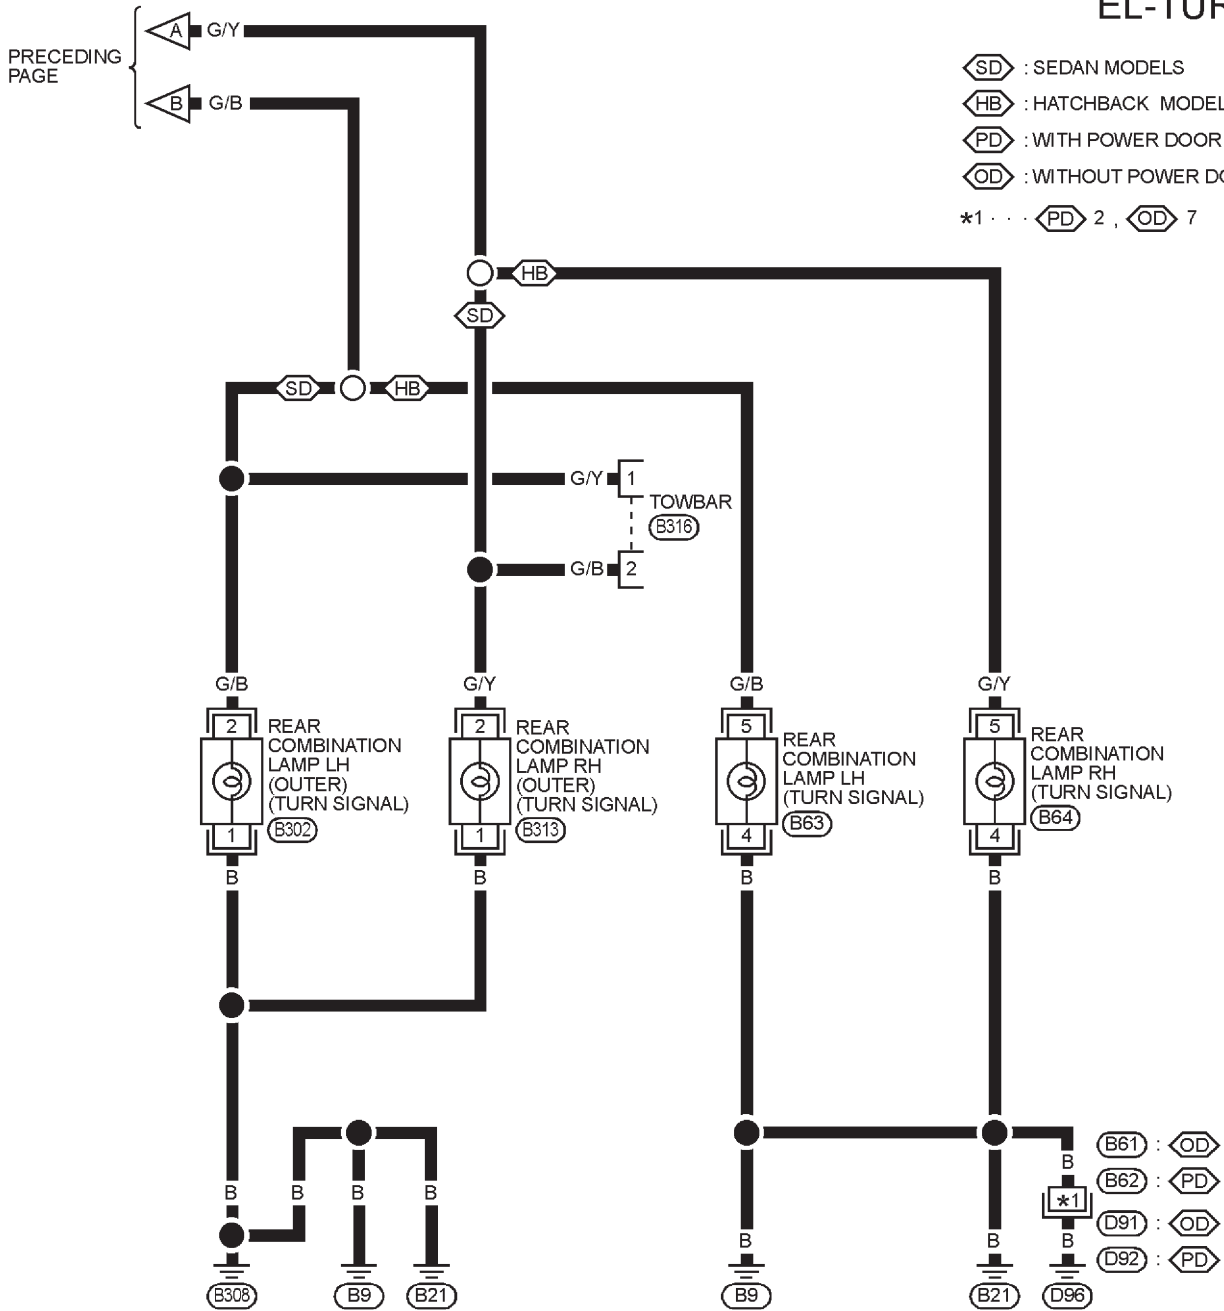 EL-TUR
PRECEDING
PAGE
A G/Y
B G/B
SD : SEDAN MODELS
HB : HATCHBACK MODEL
PD : WITH POWER DOOR
OD : WITHOUT POWER DO
*1 · · · PD 2 , OD 7
HB
SD
SD HB
G/Y 1
TOWBAR
B316
G/B 2
G/B
G/Y
G/B
G/Y
2
REAR
COMBINATION
LAMP LH
(OUTER)
(TURN SIGNAL)
B302
1
2
REAR
COMBINATION
LAMP RH
(OUTER)
(TURN SIGNAL)
B313
1
5
REAR
COMBINATION
LAMP LH
(TURN SIGNAL)
B63
4
5
REAR
COMBINATION
LAMP RH
(TURN SIGNAL)
B64
4
B
B
B
B
B
B
B
B
B
B
B
*1
B
B61 : OD
B62 : PD
D91 : OD
D92 : PD
B308
B9
B21
B9
B21
D96